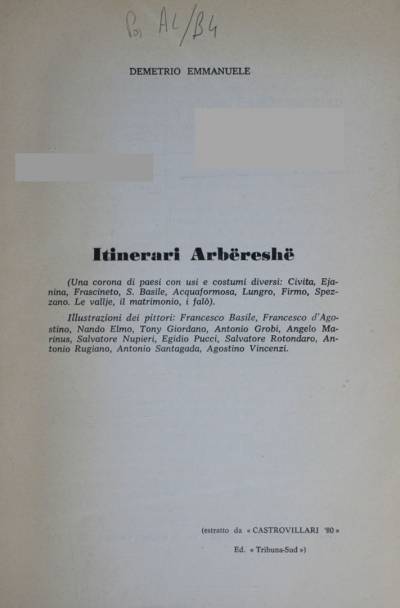 Pos AL/B4
DEMETRIO EMMANUELE
Itinerari Arbëreshë
(Una corona di paesi con usi e costumi diversi: Civita, Eja-
nina, Frascineto, S. Basile, Acquaformosa, Lungro, Firmo, Spez-
zano. Le vallje, il matrimonio, i falò).
Illustrazioni dei pittori: Francesco Basile, Francesco d'Ago-
stino, Nando Elmo, Tony Giordano, Antonio Grobi, Angelo Ma-
rinus, Salvatore Nupieri, Egidio Pucci, Salvatore Rotondaro, An-
tonio Rugiano, Antonio Santagada, Agostino Vincenzi.
(estratto da « CASTROVILLARI '80 »
Ed. « Tribuna-Sud »)